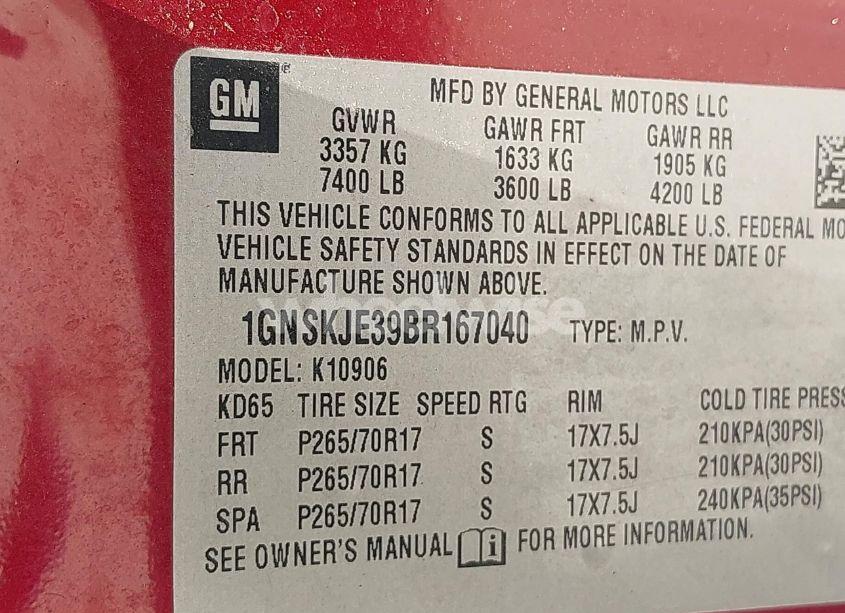 GM
MFD BY GENERAL MOTORS LLC
GVWR GAWR FRT GAWR RR
3357 KG 1633 KG 1905 KG
7400 LB 3600 LB 4200 LB
THIS VEHICLE CONFORMS TO ALL APPLICABLE U.S. FEDERAL MO
VEHICLE SAFETY STANDARDS IN EFFECT ON THE DATE OF
MANUFACTURE SHOWN ABOVE.
1GNSKJE39BR167040 TYPE: M.P.V.
MODEL: K10906
KD65 TIRE SIZE SPEED RTG RIM COLD TIRE PRESS
FRT P265/70R17 S 17X7.5J 210KPA(30PSI)
RR P265/70R17 S 17X7.5J 210KPA(30PSI)
SPA P265/70R17 S 17X7.5J 240KPA(35PSI)
SEE OWNER'S MANUAL i FOR MORE INFORMATION.